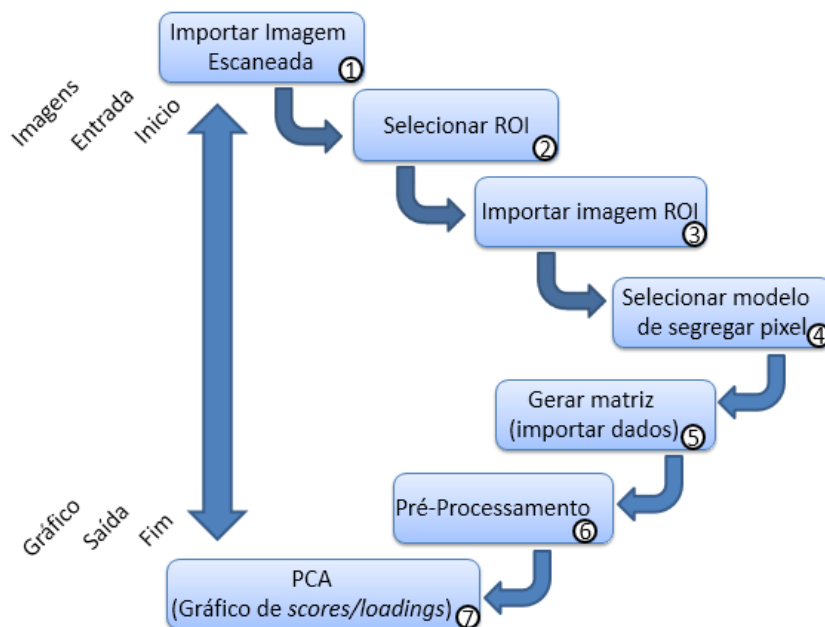 Importar Imagem
Escaneada
1
Imagens
Entrada
Inicio
Selecionar ROI
2
Importar imagem ROI
3
Selecionar modelo
de segregar pixel
4
Gerar matriz
(importar dados)
5
Pré-Processamento
6
Gráfico
Saída
Fim
PCA
(Gráfico de scores/loadings)
7